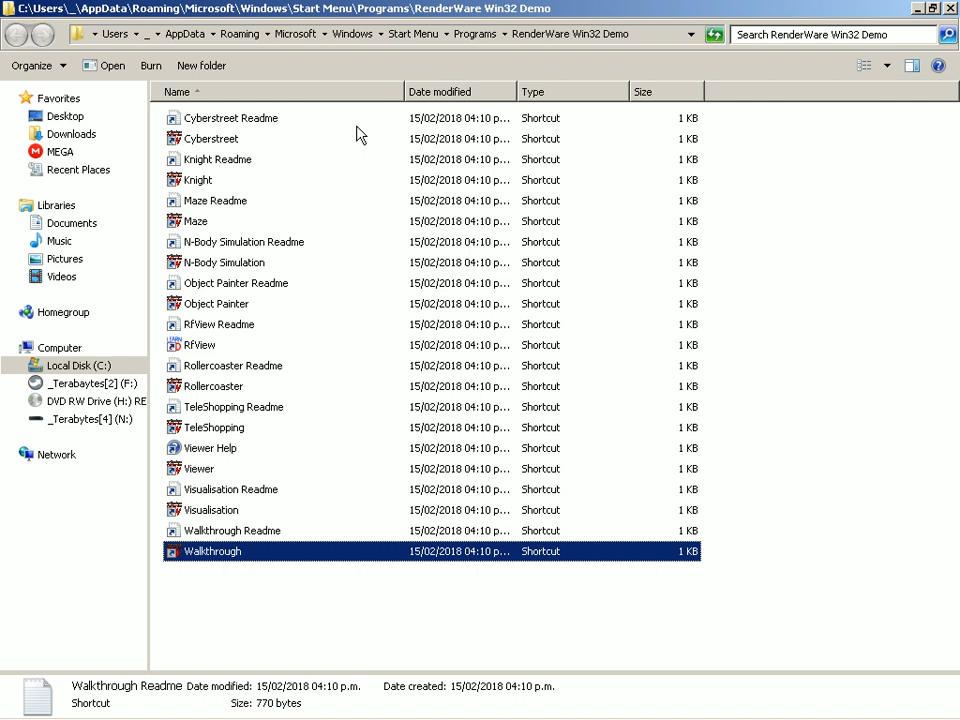 C:\Users\_\AppData\Roaming\Microsoft\Windows\Start Menu\Programs\RenderWare Win32 Demo
Users _ AppData Roaming Microsoft Windows Start Menu Programs RenderWare Win32 Demo Search RenderWare Win32 Demo
Organize Open Burn New folder
Name Date modified Type Size
Favorites
Desktop
Downloads
MEGA
Recent Places
Libraries
Documents
Music
Pictures
Videos
Homegroup
Computer
Local Disk (C:)
_Terabaytes[2] (F:)
DVD RW Drive (H:) RE
_Terabytes[4] (N:)
Network
Cyberstreet Readme 15/02/2018 04:10 p... Shortcut 1 KB
Cyberstreet 15/02/2018 04:10 p... Shortcut 1 KB
Knight Readme 15/02/2018 04:10 p... Shortcut 1 KB
Knight 15/02/2018 04:10 p... Shortcut 1 KB
Maze Readme 15/02/2018 04:10 p... Shortcut 1 KB
Maze 15/02/2018 04:10 p... Shortcut 1 KB
N-Body Simulation Readme 15/02/2018 04:10 p... Shortcut 1 KB
N-Body Simulation 15/02/2018 04:10 p... Shortcut 1 KB
Object Painter Readme 15/02/2018 04:10 p... Shortcut 1 KB
Object Painter 15/02/2018 04:10 p... Shortcut 1 KB
RfView Readme 15/02/2018 04:10 p... Shortcut 1 KB
RfView 15/02/2018 04:10 p... Shortcut 1 KB
Rollercoaster Readme 15/02/2018 04:10 p... Shortcut 1 KB
Rollercoaster 15/02/2018 04:10 p... Shortcut 1 KB
TeleShopping Readme 15/02/2018 04:10 p... Shortcut 1 KB
TeleShopping 15/02/2018 04:10 p... Shortcut 1 KB
Viewer Help 15/02/2018 04:10 p... Shortcut 1 KB
Viewer 15/02/2018 04:10 p... Shortcut 1 KB
Visualisation Readme 15/02/2018 04:10 p... Shortcut 1 KB
Visualisation 15/02/2018 04:10 p... Shortcut 1 KB
Walkthrough Readme 15/02/2018 04:10 p... Shortcut 1 KB
Walkthrough 15/02/2018 04:10 p... Shortcut 1 KB
Walkthrough Readme Date modified: 15/02/2018 04:10 p.m. Date created: 15/02/2018 04:10 p.m.
Shortcut Size: 770 bytes